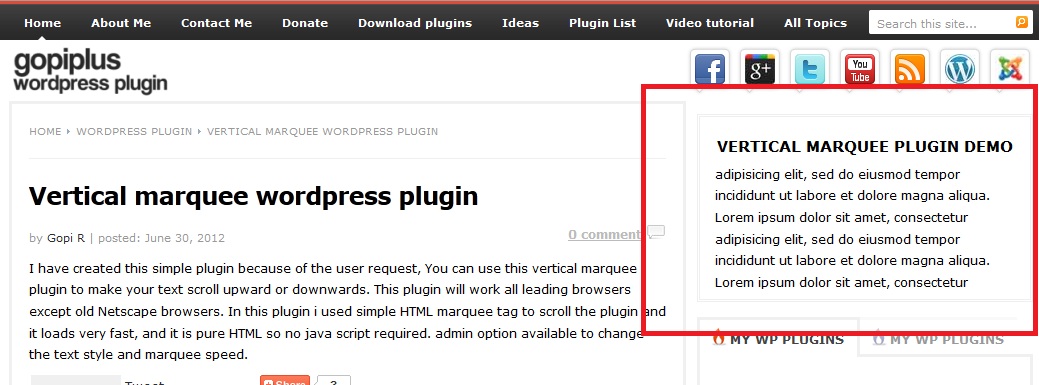 Home About Me Contact Me Donate Download plugins Ideas Plugin List Video tutorial All Topics Search this site...
gopiplus
wordpress plugin
f g+ t You Tube
HOME WORDPRESS PLUGIN VERTICAL MARQUEE WORDPRESS PLUGIN
Vertical marquee wordpress plugin
by Gopi R | posted: June 30, 2012
0 comment
I have created this simple plugin because of the user request, You can use this vertical marquee
plugin to make your text scroll upward or downwards. This plugin will work all leading browsers
except old Netscape browsers. In this plugin i used simple HTML marquee tag to scroll the plugin and
it loads very fast, and it is pure HTML so no java script required. admin option available to change
the text style and marquee speed.
Tweet Share 2
VERTICAL MARQUEE PLUGIN DEMO
adipisicing elit, sed do eiusmod tempor
incididunt ut labore et dolore magna aliqua.
Lorem ipsum dolor sit amet, consectetur
adipisicing elit, sed do eiusmod tempor
incididunt ut labore et dolore magna aliqua.
Lorem ipsum dolor sit amet, consectetur
MY WP PLUGINS MY WP PLUGINS